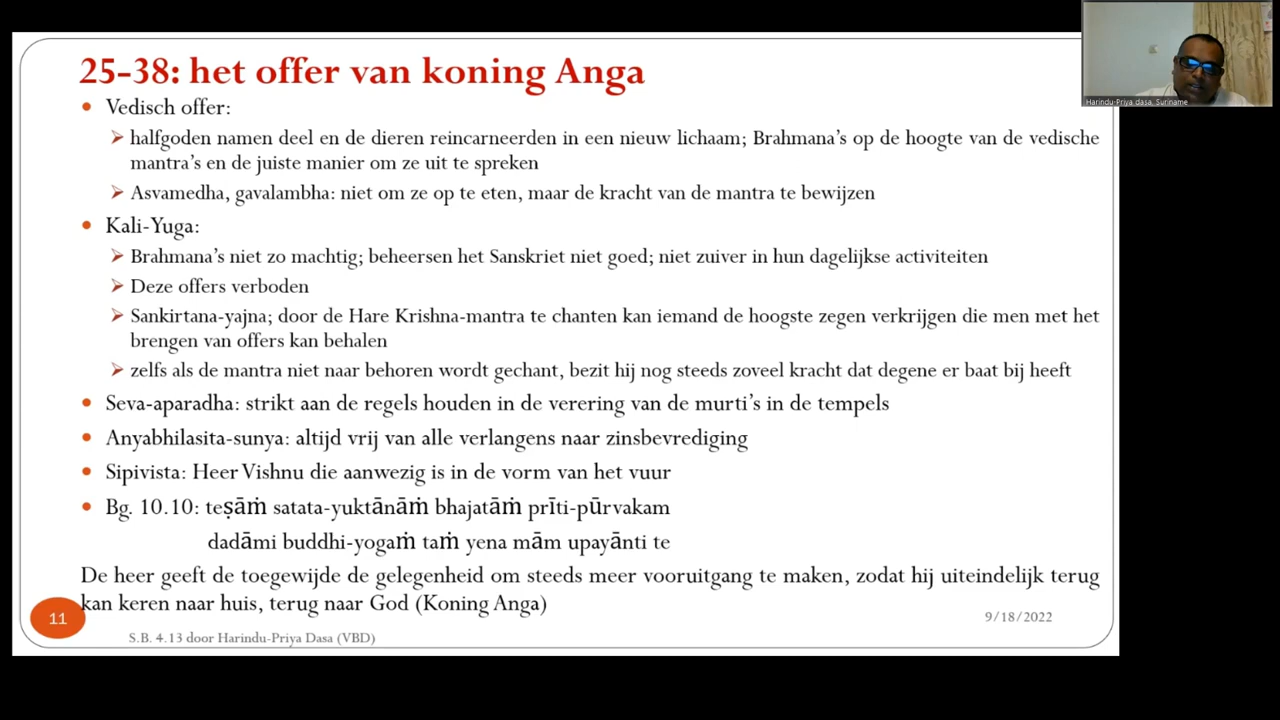 25-38: het offer van koning Anga
Harindu-Priya dasa, Suriname
• Vedisch offer:
➢ halfgoden namen deel en de dieren reincarneerden in een nieuw lichaam; Brahmana’s op de hoogte van de vedische
mantra’s en de juiste manier om ze uit te spreken
➢ Asvamedha, gavalambha: niet om ze op te eten, maar de kracht van de mantra te bewijzen
• Kali-Yuga:
➢ Brahmana’s niet zo machtig; beheersen het Sanskriet niet goed; niet zuiver in hun dagelijkse activiteiten
➢ Deze offers verboden
➢ Sankirtana-yajna; door de Hare Krishna-mantra te chanten kan iemand de hoogste zegen verkrijgen die men met het
brengen van offers kan behalen
➢ zelfs als de mantra niet naar behoren wordt gechant, bezit hij nog steeds zoveel kracht dat degene er baat bij heeft
• Seva-aparadha: strikt aan de regels houden in de verering van de murti’s in de tempels
• Anyabhilasita-sunya: altijd vrij van alle verlangens naar zinsbevrediging
• Sipivista: Heer Vishnu die aanwezig is in de vorm van het vuur
• Bg. 10.10: teṣāṁ satata-yuktānāṁ bhajatāṁ prīti-pūrvakam
dadāmi buddhi-yogaṁ taṁ yena mām upayānti te
De heer geeft de toegewijde de gelegenheid om steeds meer vooruitgang te maken, zodat hij uiteindelijk terug
kan keren naar huis, terug naar God (Koning Anga)
11
9/18/2022
S.B. 4.13 door Harindu-Priya Dasa (VBD)